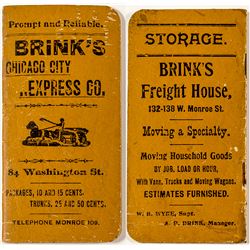 Prompt and Reliable.
BRINK'S
CHICAGO CITY
EXPRESS CO.
84 Washington St.
PACKAGES, 10 AND 15 CENTS.
TRUNKS, 25 AND 50 CENTS.
TELEPHONE MONROE 109.
STORAGE.
BRINK'S
Freight House,
132-138 W. Monroe St.
Moving a Specialty.
Moving Household Goods
BY JOB, LOAD OR HOUR,
With Vans, Trucks and Moving Wagons.
ESTIMATES FURNISHED.
W. R. WYNE, Supt.
A. P. BRINK, Manager.